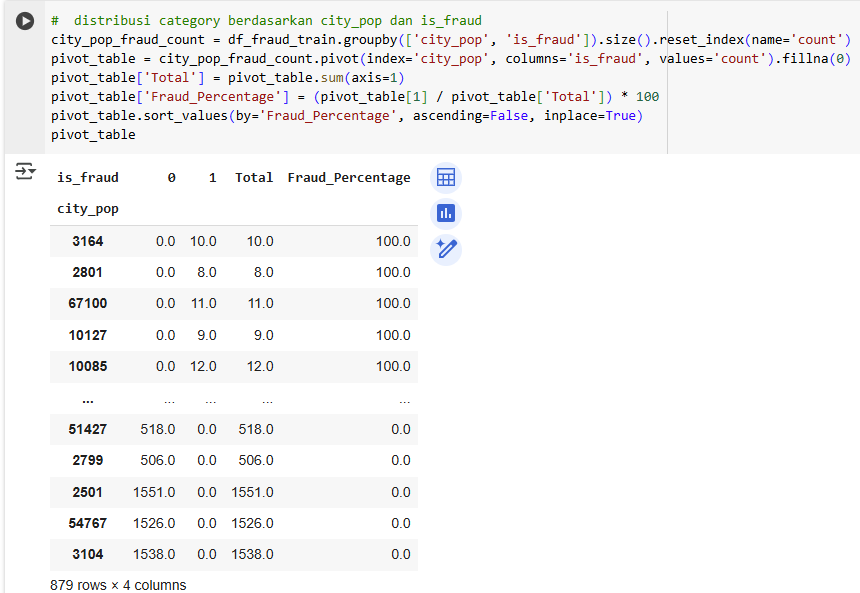 #  distribusi category berdasarkan city_pop dan is_fraud
city_pop_fraud_count = df_fraud_train.groupby(['city_pop', 'is_fraud']).size().reset_index(name='count')
pivot_table = city_pop_fraud_count.pivot(index='city_pop', columns='is_fraud', values='count').fillna(0)
pivot_table['Total'] = pivot_table.sum(axis=1)
pivot_table['Fraud_Percentage'] = (pivot_table[1] / pivot_table['Total']) * 100
pivot_table.sort_values(by='Fraud_Percentage', ascending=False, inplace=True)
pivot_table
is_fraud 0 1 Total Fraud_Percentage
city_pop
3164 0.0 10.0 10.0 100.0
2801 0.0 8.0 8.0 100.0
67100 0.0 11.0 11.0 100.0
10127 0.0 9.0 9.0 100.0
10085 0.0 12.0 12.0 100.0
... ... ... ... ...
51427 518.0 0.0 518.0 0.0
2799 506.0 0.0 506.0 0.0
2501 1551.0 0.0 1551.0 0.0
54767 1526.0 0.0 1526.0 0.0
3104 1538.0 0.0 1538.0 0.0
879 rows × 4 columns